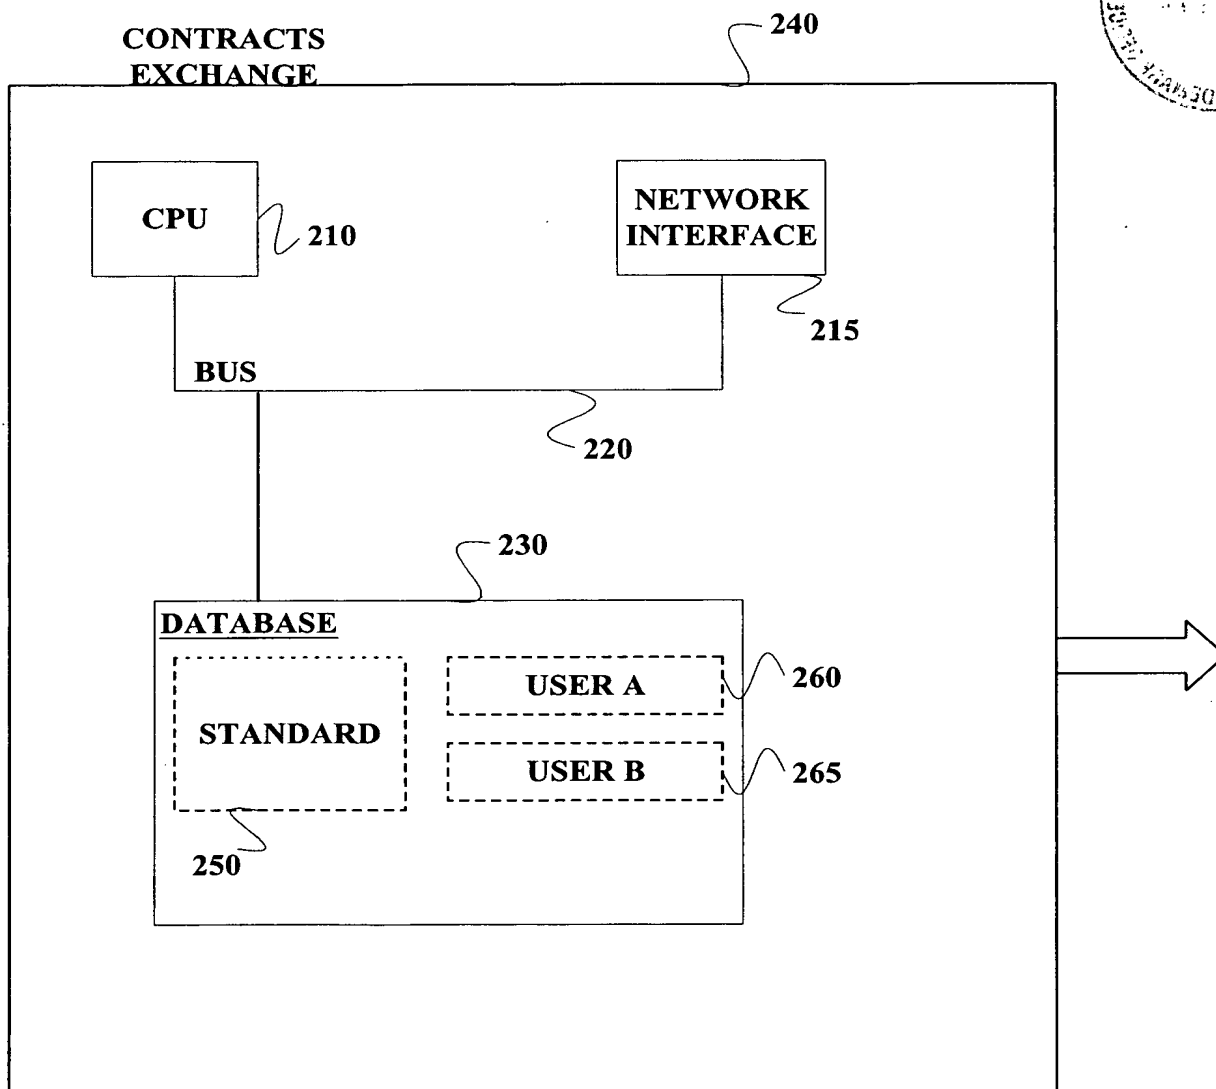 240
CONTRACTS
EXCHANGE
CPU
210
NETWORK
INTERFACE
215
BUS
220
230
DATABASE
STANDARD
250
USER A
260
USER B
265